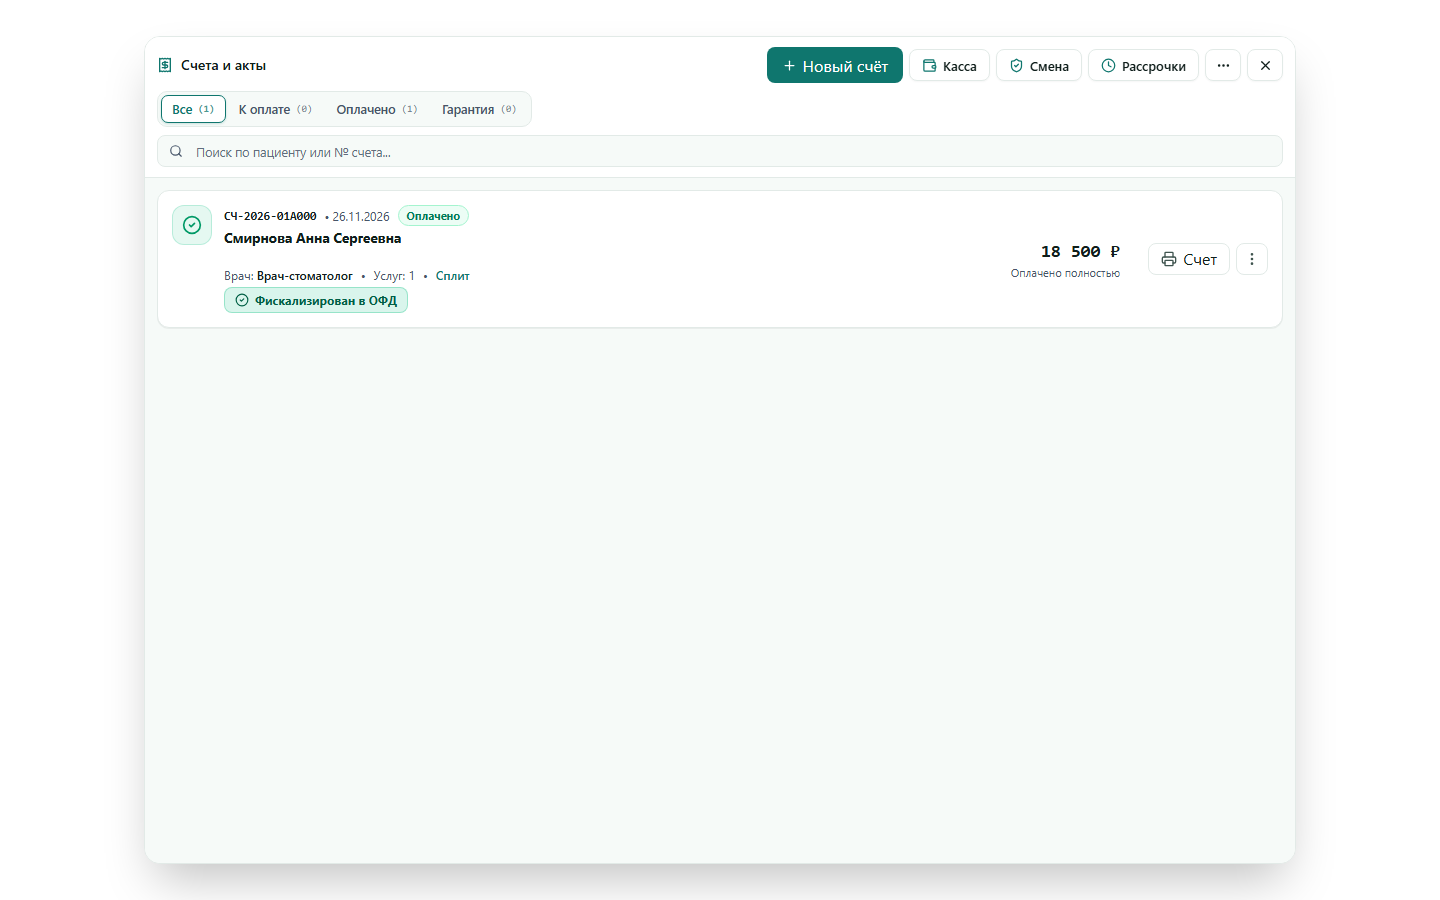 Счета и акты
Новый счёт
Касса
Смена
Рассрочки
Все (1)
К оплате (0)
Оплачено (1)
Гарантия (0)
Поиск по пациенту или № счета...
СЧ-2026-01A000 • 26.11.2026 Оплачено
Смирнова Анна Сергеевна
Врач: Врач-стоматолог • Услуг: 1 • Сплит
Фискализирован в ОФД
18 500 ₽
Оплачено полностью
Счет